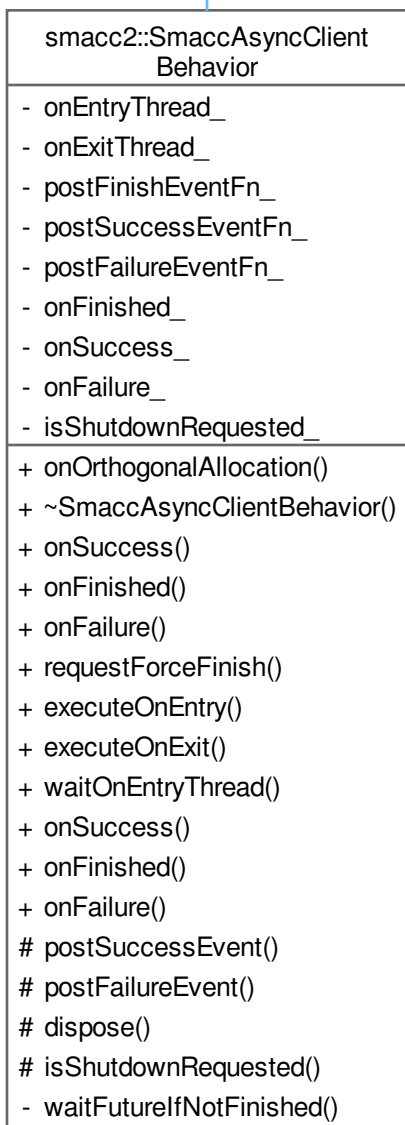 smacc2::SmaccAsyncClient
Behavior
- onEntryThread_
- onExitThread_
- postFinishEventFn_
- postSuccessEventFn_
- postFailureEventFn_
- onFinished_
- onSuccess_
- onFailure_
- isShutdownRequested_
+ onOrthogonalAllocation()
+ ~SmaccAsyncClientBehavior()
+ onSuccess()
+ onFinished()
+ onFailure()
+ requestForceFinish()
+ executeOnEntry()
+ executeOnExit()
+ waitOnEntryThread()
+ onSuccess()
+ onFinished()
+ onFailure()
# postSuccessEvent()
# postFailureEvent()
# dispose()
# isShutdownRequested()
- waitFutureIfNotFinished()